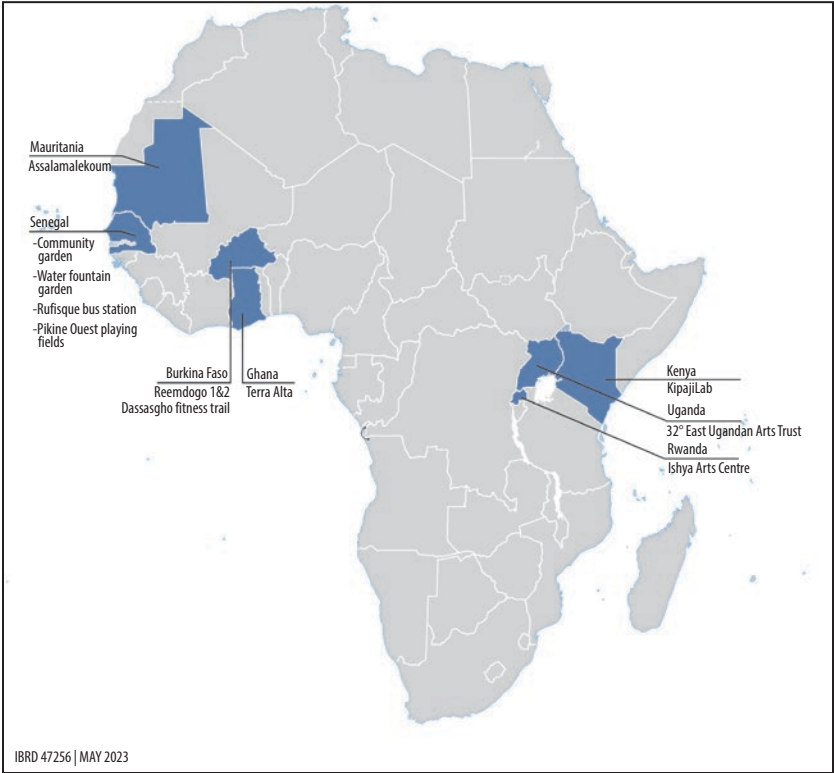 Mauritania
Assalamalekoum
Senegal
-Community
garden
-Water fountain
garden
-Rufisque bus station
-Pikine Ouest playing
fields
Burkina Faso
Reemdogo 1&2
Dassasgho fitness trail
Ghana
Terra Alta
Kenya
KipajiLab
Uganda
32° East Ugandan Arts Trust
Rwanda
Ishya Arts Centre
IBRD 47256 | MAY 2023